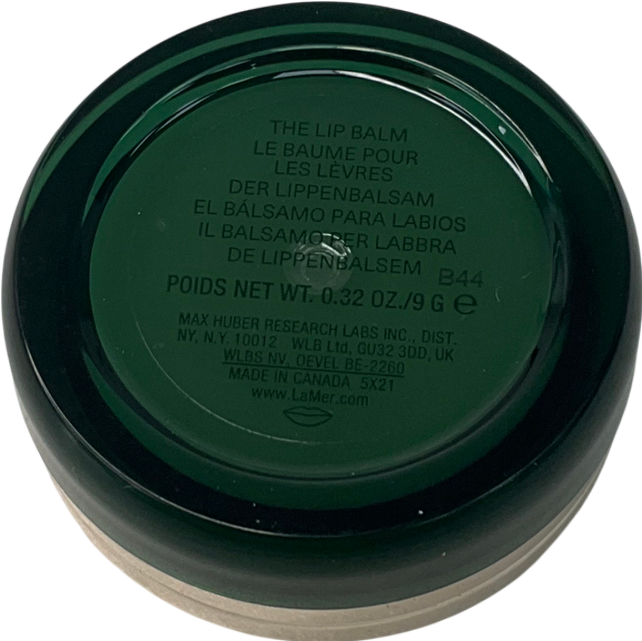 THE LIP BALM
LE BAUME POUR
LES LÈVRES
DER LIPPENBALSAM
EL BÁLSAMO PARA LABIOS
IL BALSAMO PER LABBRA
DE LIPPENBALSEM B44
POIDS NET WT. 0.32 OZ./9 G ℮
MAX HUBER RESEARCH LABS INC., DIST.
NY, N.Y. 10012 WLB Ltd, GU32 3DD, UK
WLBS NV, OEVEL BE-2260
MADE IN CANADA 5X21
www.LaMer.com